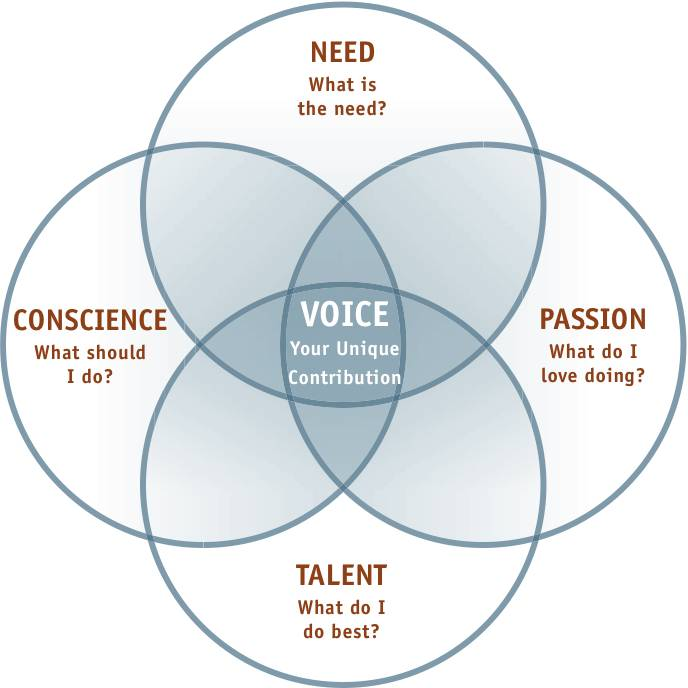 NEED
What is
the need?
CONSCIENCE
What should
I do?
VOICE
Your Unique
Contribution
PASSION
What do I
love doing?
TALENT
What do I
do best?